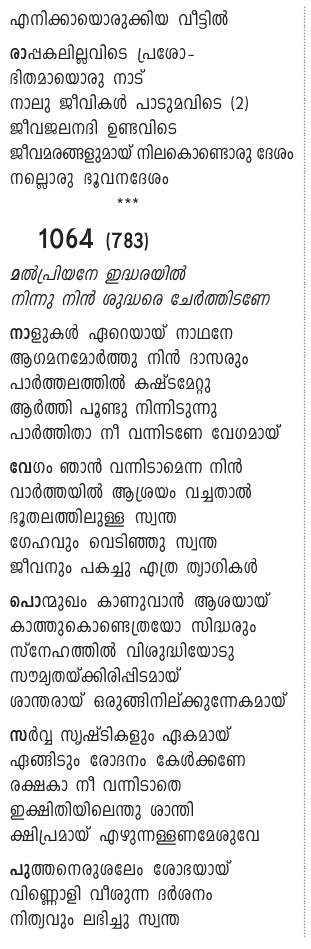 എനിക്കായൊരുക്കിയ വീട്ടിൽ
രാപ്പകലില്ലവിടെ പ്രശോ-
ഭിതമായൊരു നാട്
നാലു ജീവികൾ പാടുമവിടെ (2)
ജീവജലനദി ഉണ്ടവിടെ
ജീവമരങ്ങളുമായ് നിലകൊണ്ടൊരു ദേശം
നല്ലൊരു ഭൂവനദേശം
***
1064 (783)
മൽപ്രിയനേ ഇദ്ധരയിൽ
നിന്നു നിൻ ശുദ്ധരെ ചേർത്തിടണേ
നാളുകൾ ഏറെയായ് നാഥനേ
ആഗമനമോർത്തു നിൻ ദാസരും
പാർത്തലത്തിൽ കഷ്ടമേറ്റു
ആർത്തി പൂണ്ടു നിന്നിടുന്നു
പാർത്തിതാ നീ വന്നിടണേ വേഗമായ്
വേഗം ഞാൻ വന്നിടാമെന്ന നിൻ
വാർത്തയിൽ ആശ്രയം വച്ചതാൽ
ഭൂതലത്തിലുള്ള സ്വന്ത
ഗേഹവും വെടിഞ്ഞു സ്വന്ത
ജീവനും പകച്ചു എത്ര ത്യാഗികൾ
പൊന്മുഖം കാണുവാൻ ആശയായ്
കാത്തുകൊണ്ടെത്രയോ സിദ്ധരും
സ്നേഹത്തിൽ വിശുദ്ധിയോടു
സൗമ്യതയ്ക്കിരിപ്പിടമായ്
ശാന്തരായ് ഒരുങ്ങിനില്ക്കുന്നേകമായ്
സർവ്വ സൃഷ്ടികളും ഏകമായ്
ഏങ്ങിടും രോദനം കേൾക്കണേ
രക്ഷകാ നീ വന്നിടാതെ
ഇക്ഷിതിയിലെന്തു ശാന്തി
ക്ഷിപ്രമായ് എഴുന്നള്ളണമേശുവേ
പുത്തനെരുശലേം ശോഭയായ്
വിണ്ണൊളി വീശുന്ന ദർശനം
നിത്യവും ലഭിച്ചു സ്വന്ത